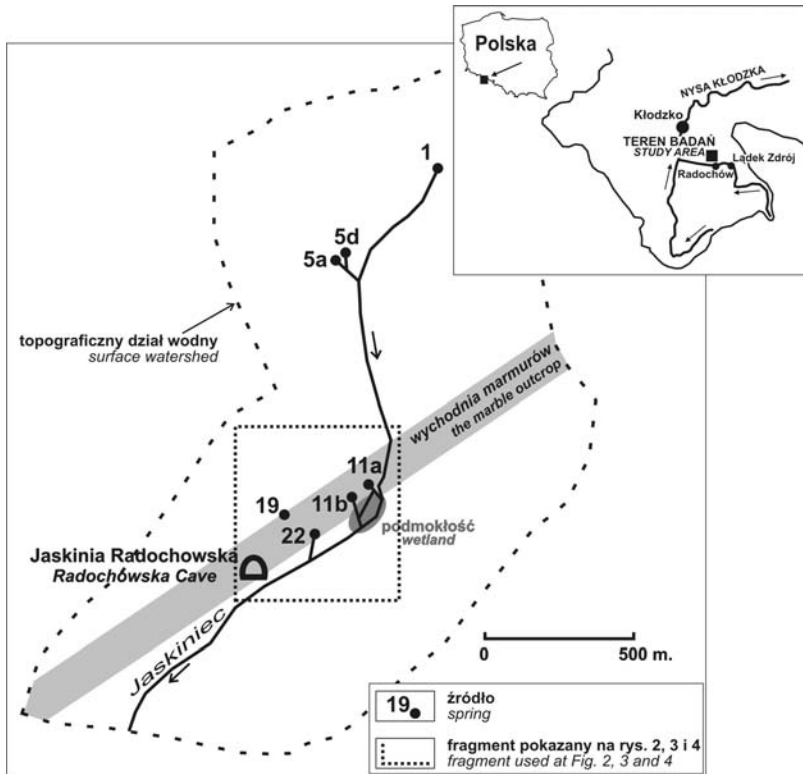 Polska
NYSA KŁODZKA
Kłodzko
TEREN BADAŃ
STUDY AREA
Lądek Zdrój
Radochów
1
5d
5a
topograficzny dział wodny
surface watershed
wychodnia marmurów
the marble outcrop
11a
11b
19
22
podmokłość
wetland
Jaskinia Radochowska
Radochowska Cave
Jaskiniec
0
500 m.
19
źródło
spring
fragment pokazany na rys. 2, 3 i 4
fragment used at Fig. 2, 3 and 4